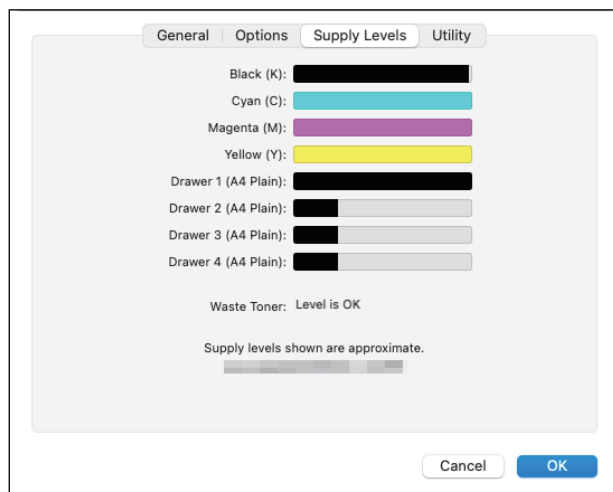 General Options Supply Levels Utility
Black (K):
Cyan (C):
Magenta (M):
Yellow (Y):
Drawer 1 (A4 Plain):
Drawer 2 (A4 Plain):
Drawer 3 (A4 Plain):
Drawer 4 (A4 Plain):
Waste Toner: Level is OK
Supply levels shown are approximate.
Cancel OK